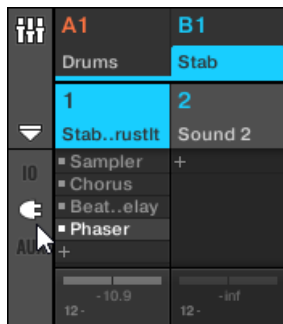 A1 B1
Drums Stab
1 2
Stab..rustIt Sound 2
IO Sampler +
Chorus
Beat..elay
Phaser
AUX +
-10.9 -inf
12- 12-